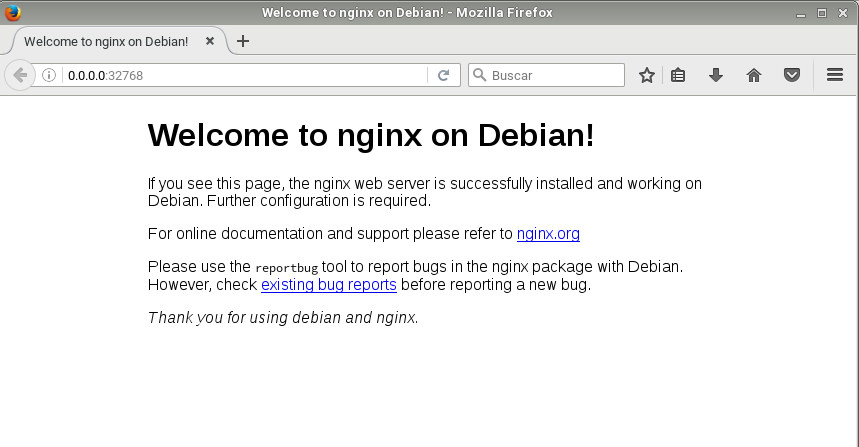 Welcome to nginx on Debian! - Mozilla Firefox
Welcome to nginx on Debian!
0.0.0.0:32768
Buscar
Welcome to nginx on Debian!
If you see this page, the nginx web server is successfully installed and working on
Debian. Further configuration is required.
For online documentation and support please refer to nginx.org
Please use the reportbug tool to report bugs in the nginx package with Debian.
However, check existing bug reports before reporting a new bug.
Thank you for using debian and nginx.